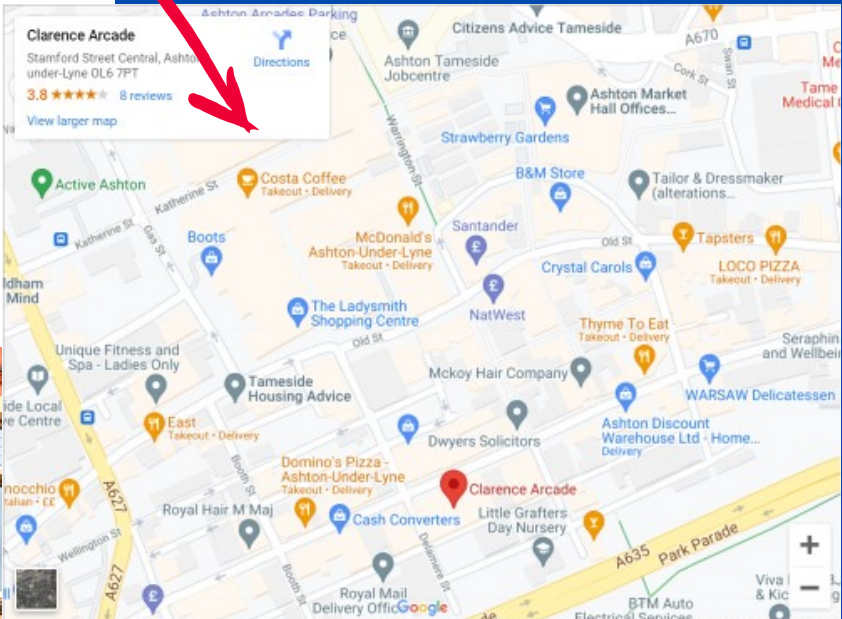 Ashton Arcades Parking
Clarence Arcade
Stamford Street Central, Ashton-
under-Lyne OL6 7PT
3.8
8 reviews
View larger map
Directions
Citizens Advice Tameside
A670
Swan St
Cork St
Ashton Tameside
Jobcentre
Ashton Market
Hall Offices...
Tame
Medical
Strawberry Gardens
Warrington St
B&M Store
Tailor & Dressmaker
(alterations...
Active Ashton
Costa Coffee
Takeout • Delivery
Katherine St
Katherine St
Gas St
Boots
McDonald's
Ashton-Under-Lyne
Takeout • Delivery
Santander
Old St
Tapsters
Crystal Carols
LOCO PIZZA
Takeout • Delivery
ldham
Mind
NatWest
The Ladysmith
Shopping Centre
Old St
Thyme To Eat
Takeout • Delivery
Seraphin
and Wellbei
Unique Fitness and
Spa - Ladies Only
Tameside
Housing Advice
Mckoy Hair Company
WARSAW Delicatessen
ide Local
ve Centre
East
Takeout • Delivery
Dwyers Solicitors
Ashton Discount
Warehouse Ltd - Home...
Delivery
Booth St
Domino's Pizza -
Ashton-Under-Lyne
Takeout • Delivery
nocchio
talian • ££
A627
Clarence Arcade
Royal Hair M Maj
Cash Converters
Little Grafters
Day Nursery
Wellington St
Delamere St
A635
Park Parade
A627
Booth St
Royal Mail
Delivery Offic
Google
BTM Auto
Electrical Services
Viva
& Kic
+
−